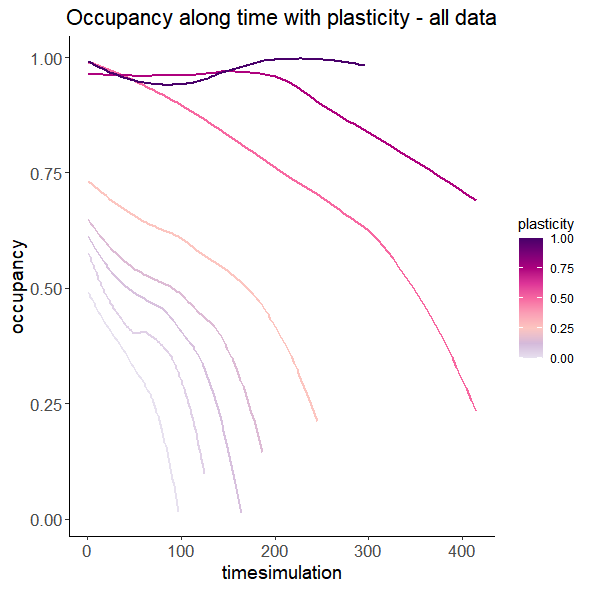 Occupancy along time with plasticity - all data
1.00
0.75
0.50
0.25
0.00
occupancy
0 100 200 300 400
timesimulation
plasticity
1.00
0.75
0.50
0.25
0.00